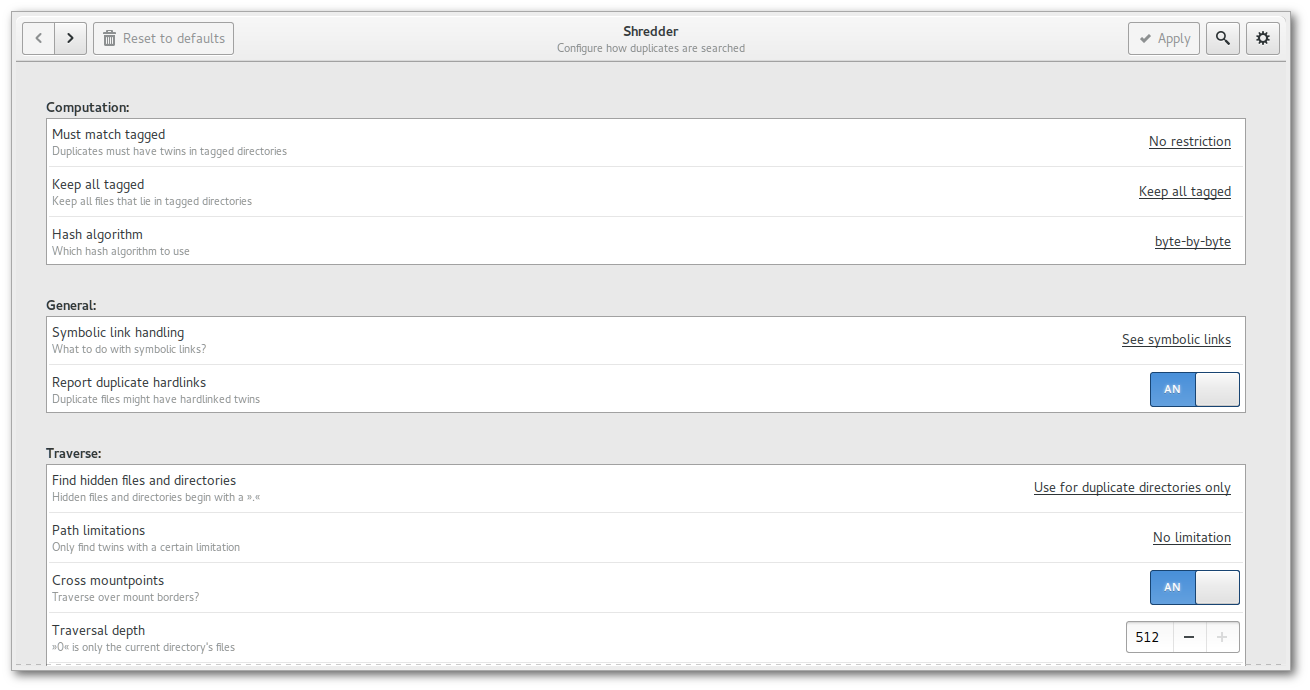 Reset to defaults
Shredder
Configure how duplicates are searched
Apply
Computation:
Must match tagged
Duplicates must have twins in tagged directories
No restriction
Keep all tagged
Keep all files that lie in tagged directories
Keep all tagged
Hash algorithm
Which hash algorithm to use
byte-by-byte
General:
Symbolic link handling
What to do with symbolic links?
See symbolic links
Report duplicate hardlinks
Duplicate files might have hardlinked twins
AN
Traverse:
Find hidden files and directories
Hidden files and directories begin with a ».«
Use for duplicate directories only
Path limitations
Only find twins with a certain limitation
No limitation
Cross mountpoints
Traverse over mount borders?
AN
Traversal depth
»0« is only the current directory's files
512